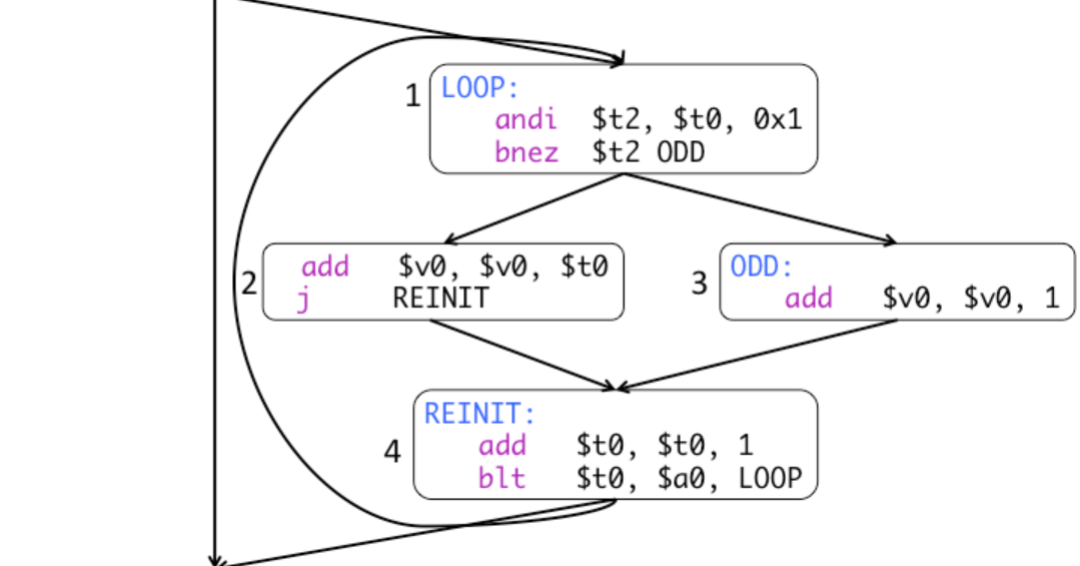 1
LOOP:
andi $t2, $t0, 0x1
bnez $t2 ODD
2
add $v0, $v0, $t0
j REINIT
3
ODD:
add $v0, $v0, 1
4
REINIT:
add $t0, $t0, 1
blt $t0, $a0, LOOP